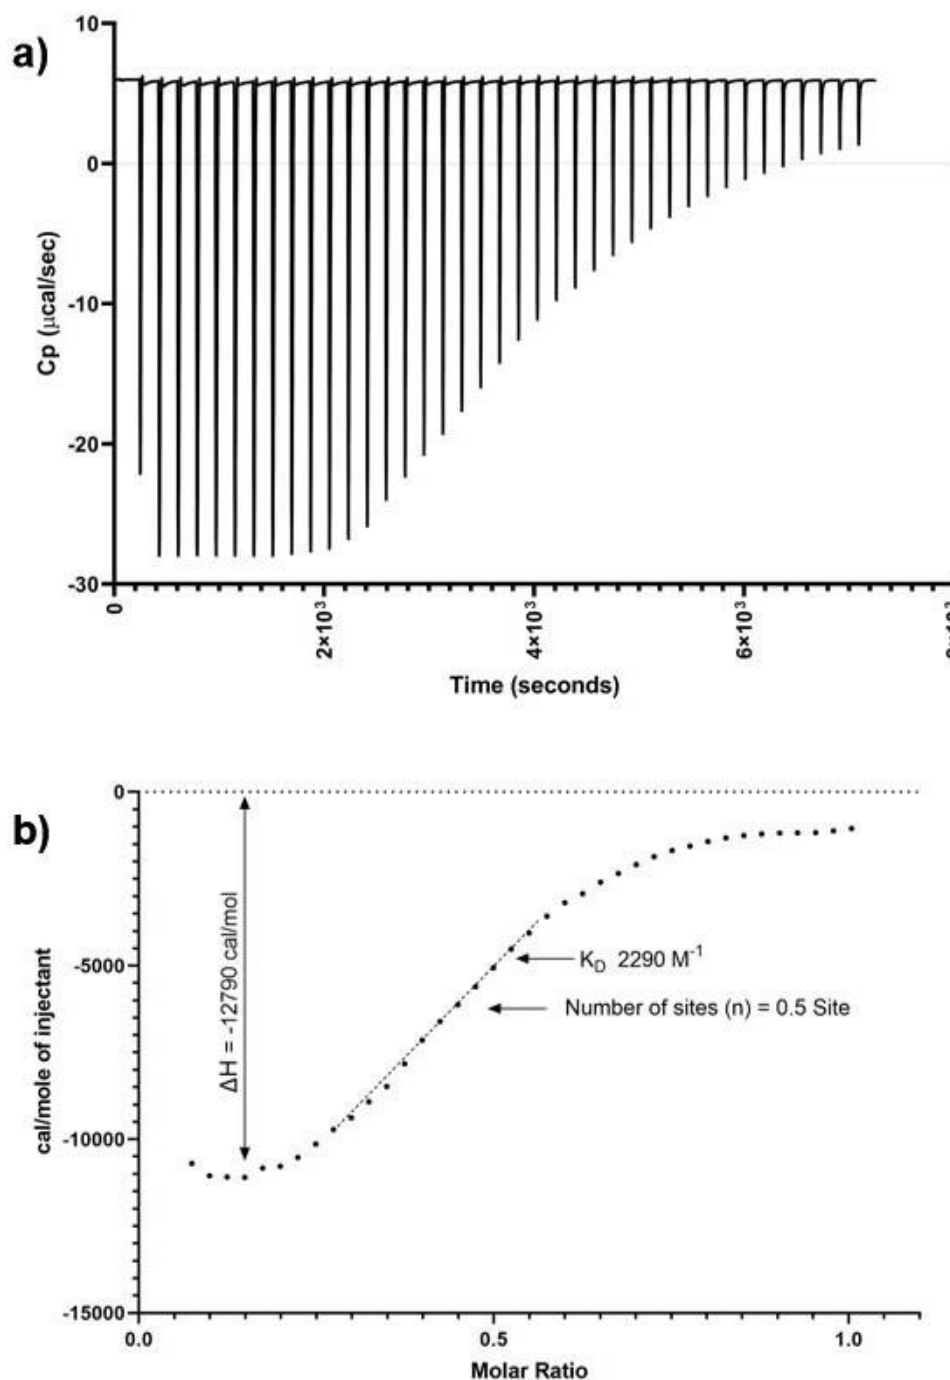 a)
10
0
-10
-20
-30
Cp (μcal/sec)
0
2×10³
4×10³
6×10³
Time (seconds)
b)
0
-5000
-10000
-15000
cal/mole of injectant
ΔH = -12790 cal/mol
K_D 2290 M⁻¹
Number of sites (n) = 0.5 Site
0.0
0.5
1.0
Molar Ratio